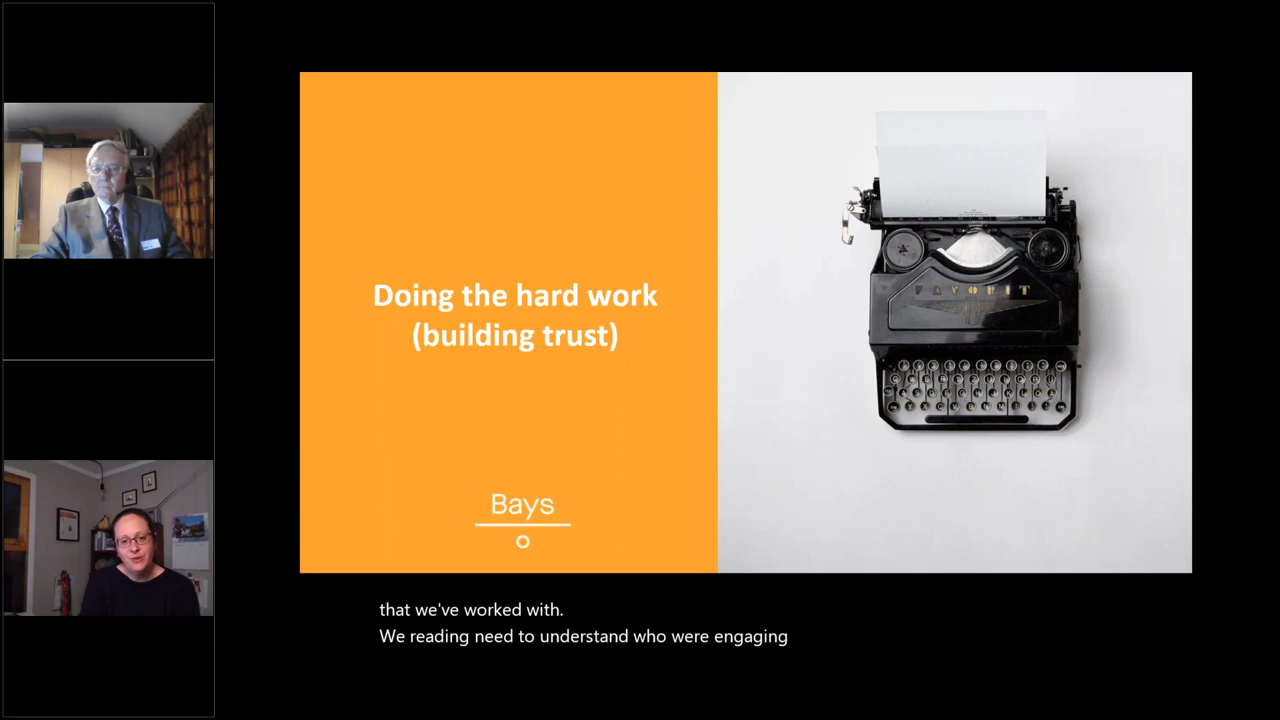 Doing the hard work
(building trust)
Bays
FAVORIT
that we've worked with.
We reading need to understand who were engaging